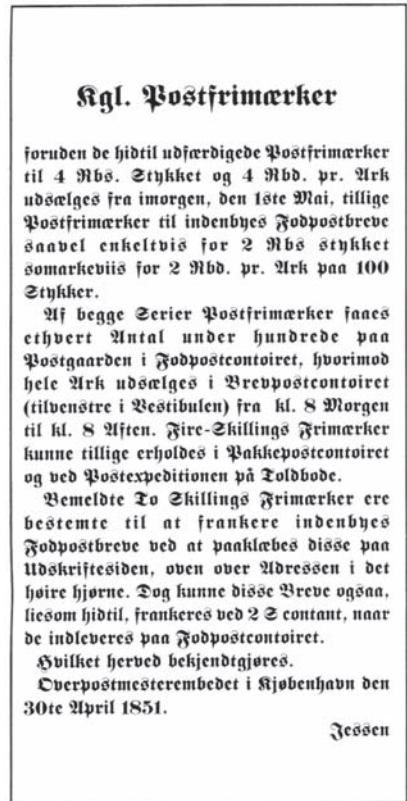 Kgl. Postfrimærker
foruden de hidtil udfærdigede Postfrimærker
til 4 Rbs. Stykket og 4 Rbd. pr. Ark
udsælges fra imorgen, den 1ste Mai, tillige
Postfrimærker til indenbyes Fodpostbreve
saavel enkeltvis for 2 Rbs stykket
somarkeviis for 2 Rbd. pr. Ark paa 100
Stykker.
Af begge Serier Postfrimærker faaes
ethvert Antal under hundrede paa
Postgaarden i Fodpostcontoiret, hvorimod
hele Ark udsælges i Brevpostcontoiret
(tilvenstre i Vestibulen) fra kl. 8 Morgen
til kl. 8 Aften. Fire-Skillings Frimærker
kunne tillige erholdes i Pakkepostcontoiret
og ved Postexpeditionen på Toldbode.
Bemeldte To Skillings Frimærker ere
bestemte til at frankere indenbyes
Fodpostbreve ved at paaklæbes disse paa
Udskriftesiden, oven over Adressen i det
høire hjørne. Dog kunne disse Breve ogsaa,
liesom hidtil, frankeres ved 2 S contant, naar
de indleveres paa Fodpostcontoiret.
Hvilket herved bekjendtgjøres.
Overpostmesterembedet i Kjøbenhavn den
30te April 1851.
Jessen